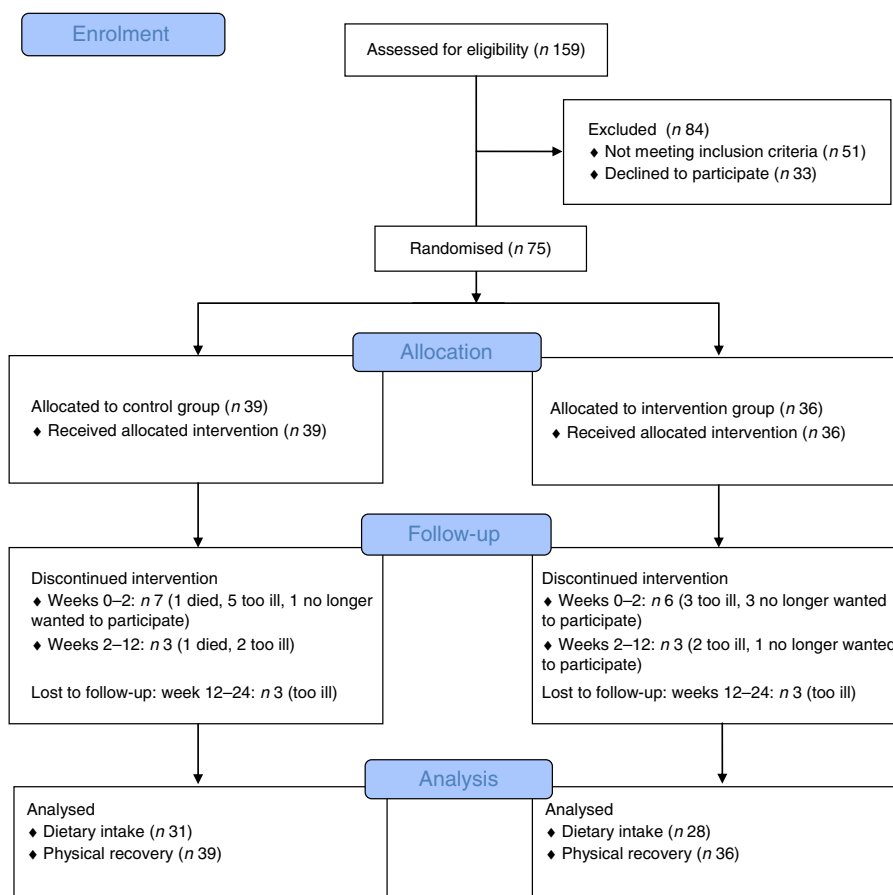 Enrolment
Assessed for eligibility (n 159)
Excluded (n 84)
♦ Not meeting inclusion criteria (n 51)
♦ Declined to participate (n 33)
Randomised (n 75)
Allocation
Allocated to control group (n 39)
♦ Received allocated intervention (n 39)
Allocated to intervention group (n 36)
♦ Received allocated intervention (n 36)
Follow-up
Discontinued intervention
♦ Weeks 0–2: n 7 (1 died, 5 too ill, 1 no longer
wanted to participate)
♦ Weeks 2–12: n 3 (1 died, 2 too ill)
Lost to follow-up: week 12–24: n 3 (too ill)
Discontinued intervention
♦ Weeks 0–2: n 6 (3 too ill, 3 no longer wanted
to participate)
♦ Weeks 2–12: n 3 (2 too ill, 1 no longer wanted
to participate)
Lost to follow-up: weeks 12–24: n 3 (too ill)
Analysis
Analysed
♦ Dietary intake (n 31)
♦ Physical recovery (n 39)
Analysed
♦ Dietary intake (n 28)
♦ Physical recovery (n 36)